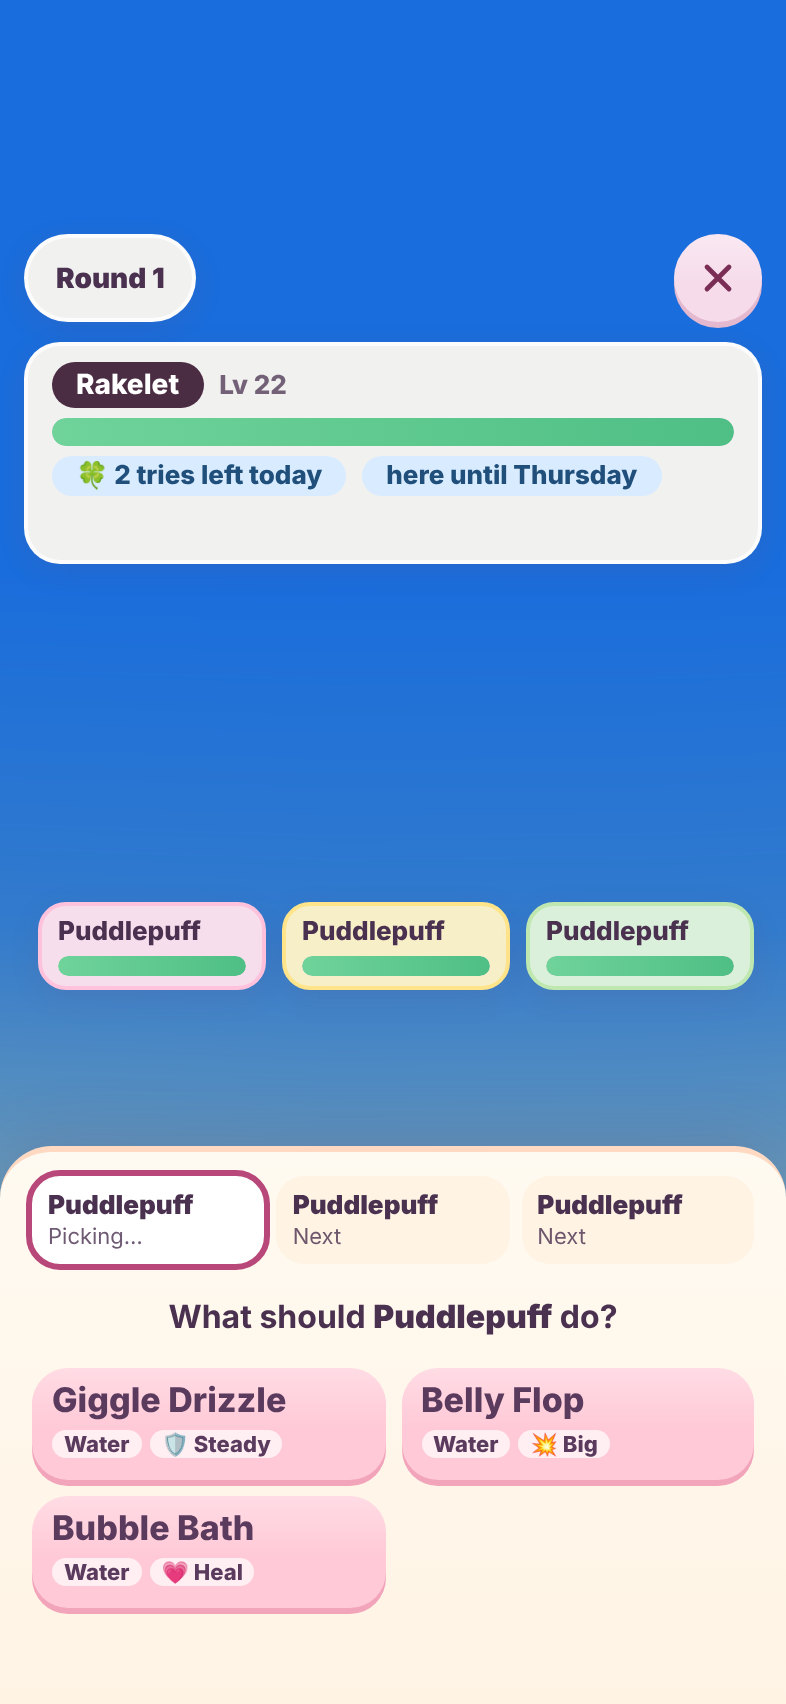 Round 1
Rakelet Lv 22
🍀 2 tries left today here until Thursday
Puddlepuff Puddlepuff Puddlepuff
Puddlepuff Puddlepuff Puddlepuff
Picking... Next Next
What should Puddlepuff do?
Giggle Drizzle Belly Flop
Water 🛡️ Steady Water 💥 Big
Bubble Bath
Water 💗 Heal